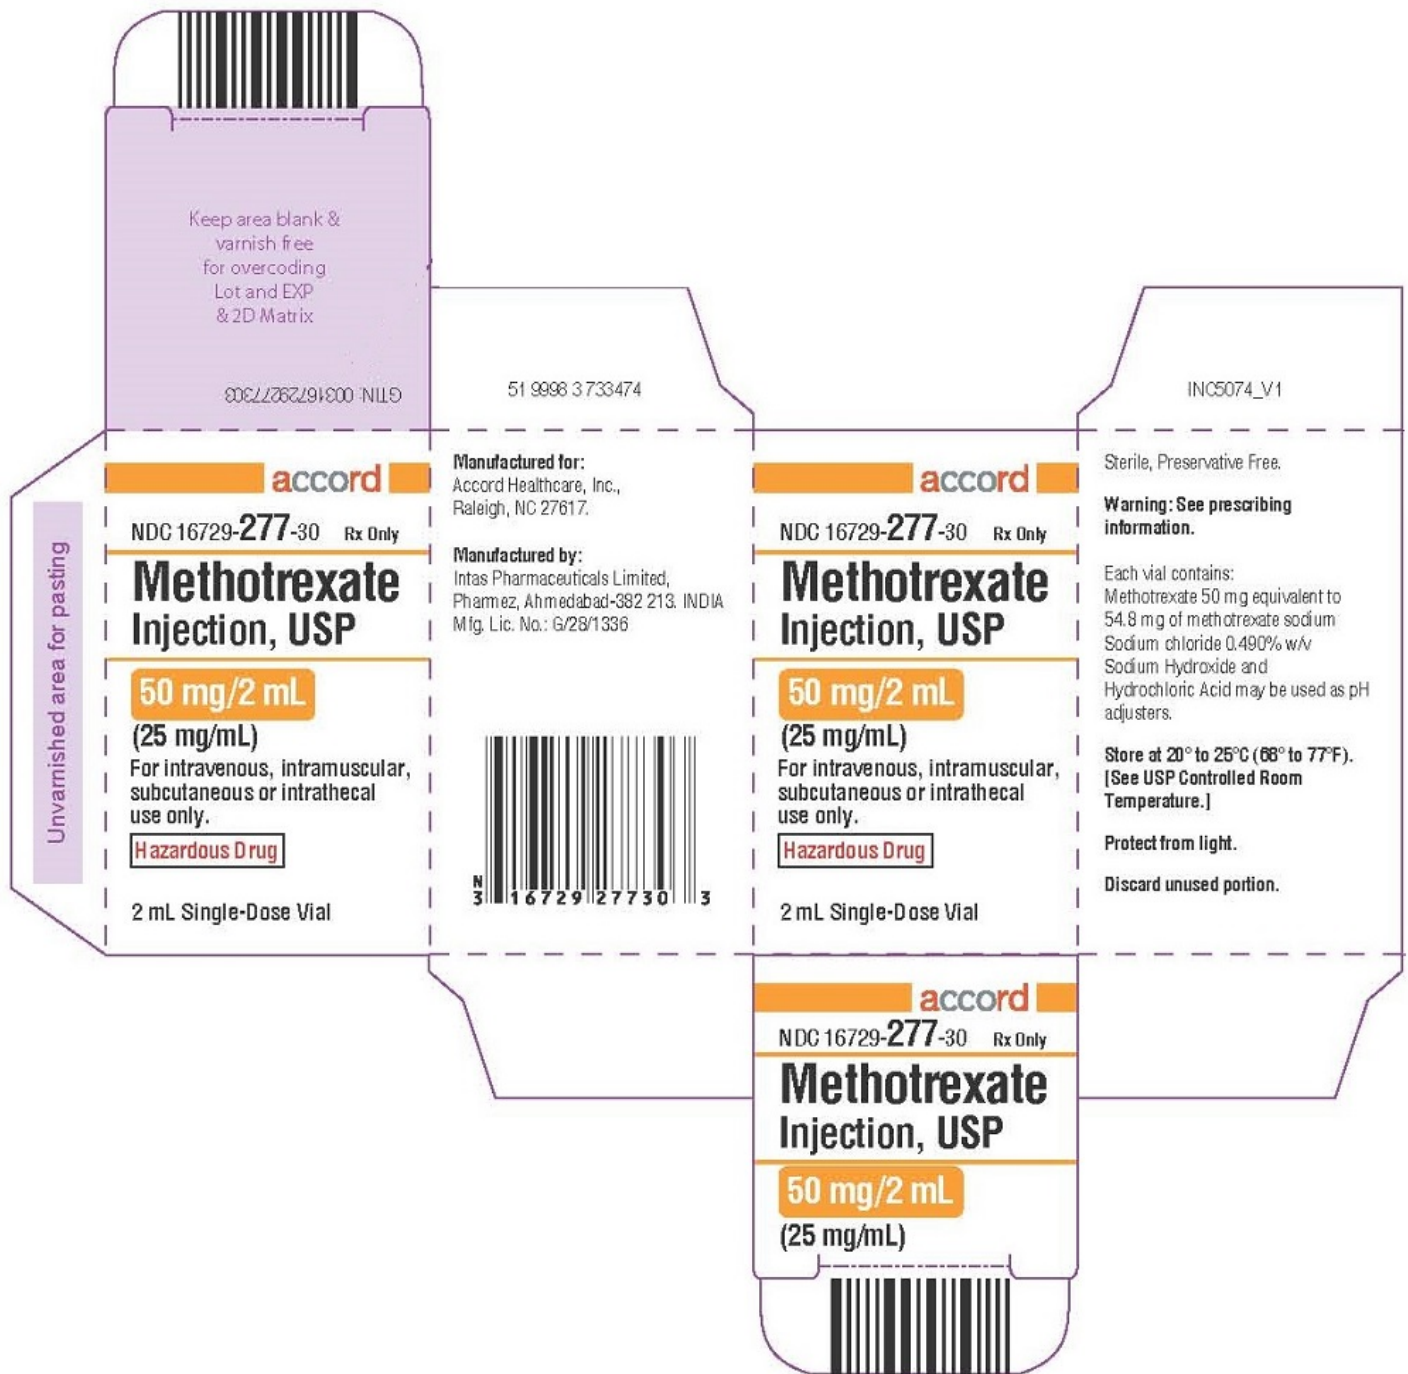 Keep area blank &
varnish free
for overcoding
Lot and EXP
& 2D Matrix
GTIN: 00316729277303
51 9998 3 733474
INC5074_V1
Unvarnished area for pasting
accord
NDC 16729-277-30 Rx Only
Methotrexate
Injection, USP
50 mg/2 mL
(25 mg/mL)
For intravenous, intramuscular,
subcutaneous or intrathecal
use only.
Hazardous Drug
2 mL Single-Dose Vial
Manufactured for:
Accord Healthcare, Inc.,
Raleigh, NC 27617.
Manufactured by:
Intas Pharmaceuticals Limited,
Pharmez, Ahmedabad-382 213. INDIA
Mfg. Lic. No.: G/28/1336
N
3 16729 27730 3
accord
NDC 16729-277-30 Rx Only
Methotrexate
Injection, USP
50 mg/2 mL
(25 mg/mL)
For intravenous, intramuscular,
subcutaneous or intrathecal
use only.
Hazardous Drug
2 mL Single-Dose Vial
Sterile, Preservative Free.
Warning: See prescribing
information.
Each vial contains:
Methotrexate 50 mg equivalent to
54.8 mg of methotrexate sodium
Sodium chloride 0.490% w/v
Sodium Hydroxide and
Hydrochloric Acid may be used as pH
adjusters.
Store at 20° to 25°C (68° to 77°F).
[See USP Controlled Room
Temperature.]
Protect from light.
Discard unused portion.
accord
NDC 16729-277-30 Rx Only
Methotrexate
Injection, USP
50 mg/2 mL
(25 mg/mL)